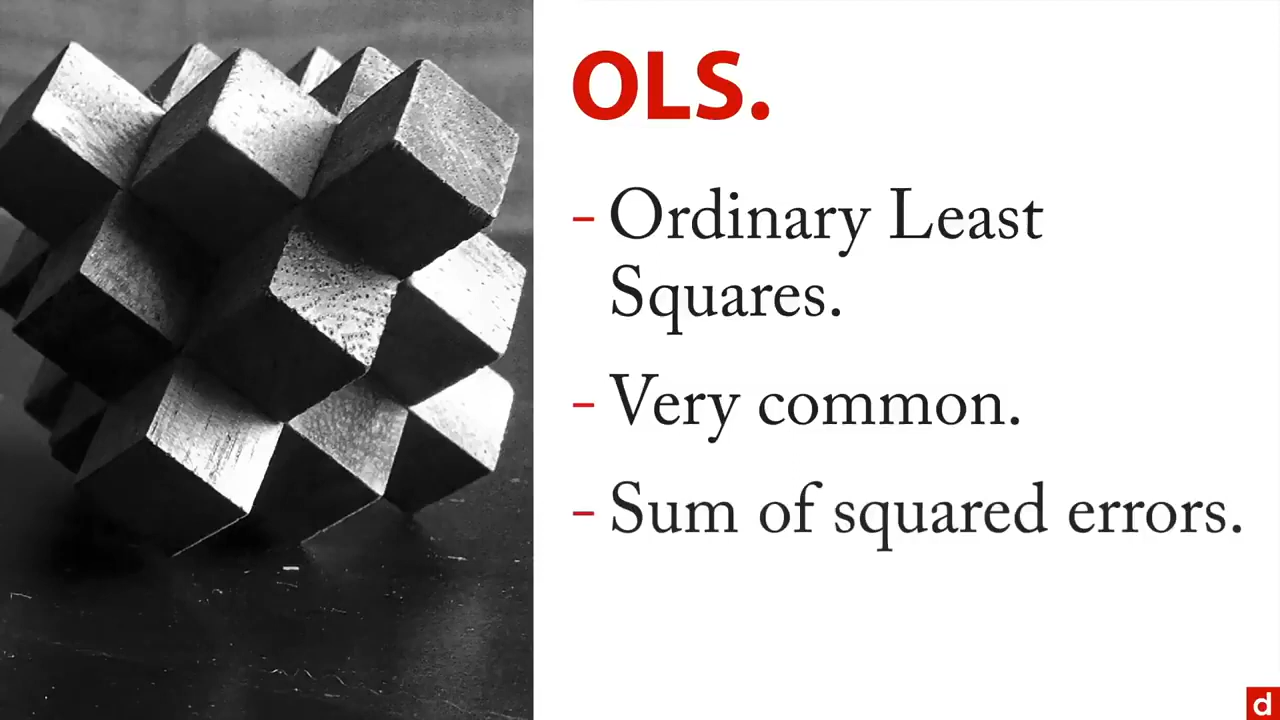 OLS.
- Ordinary Least
Squares.
- Very common.
- Sum of squared errors.
d